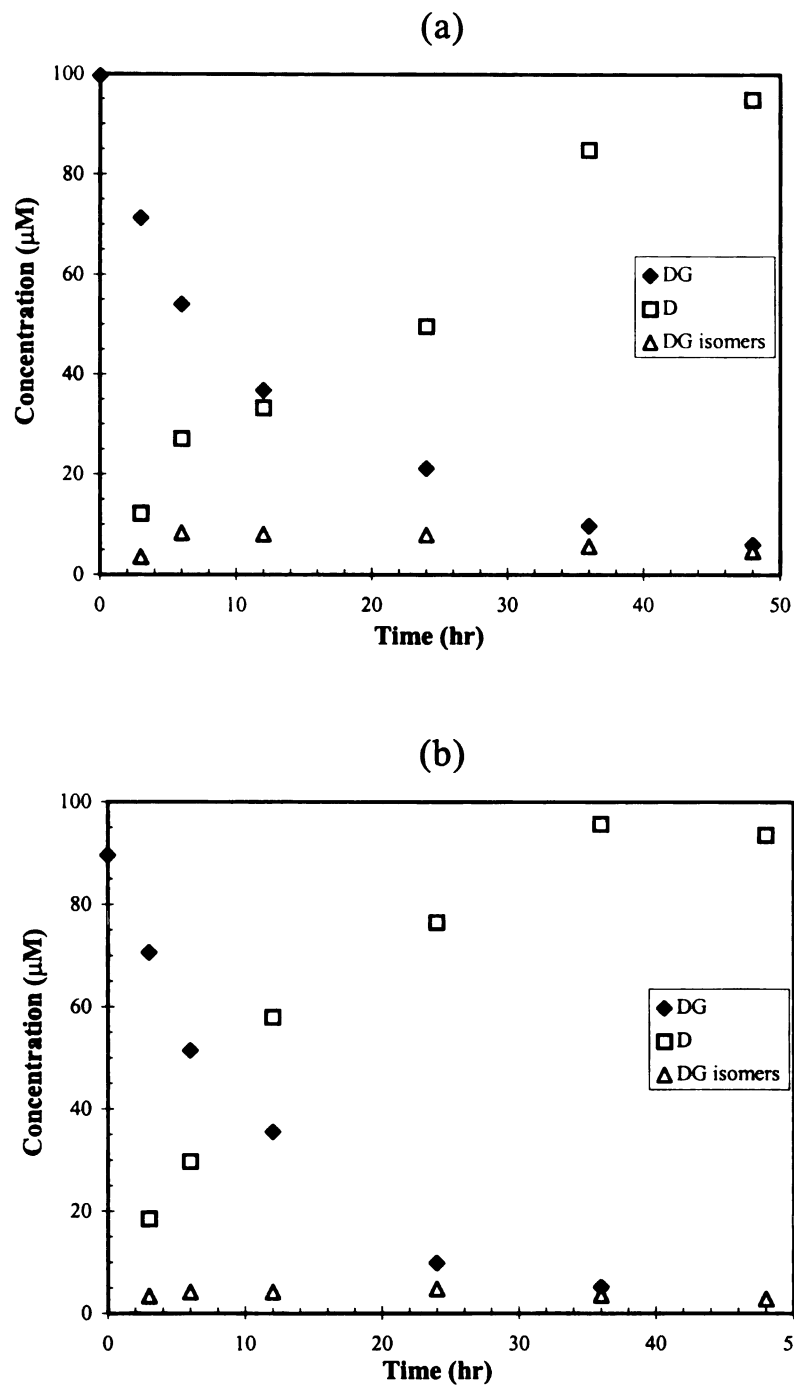 (a)
100
80
60
40
20
0
Concentration (μM)
0 10 20 30 40 50
Time (hr)
DG
D
DG isomers
(b)
100
80
60
40
20
0
Concentration (μM)
0 10 20 30 40 5
Time (hr)
DG
D
DG isomers